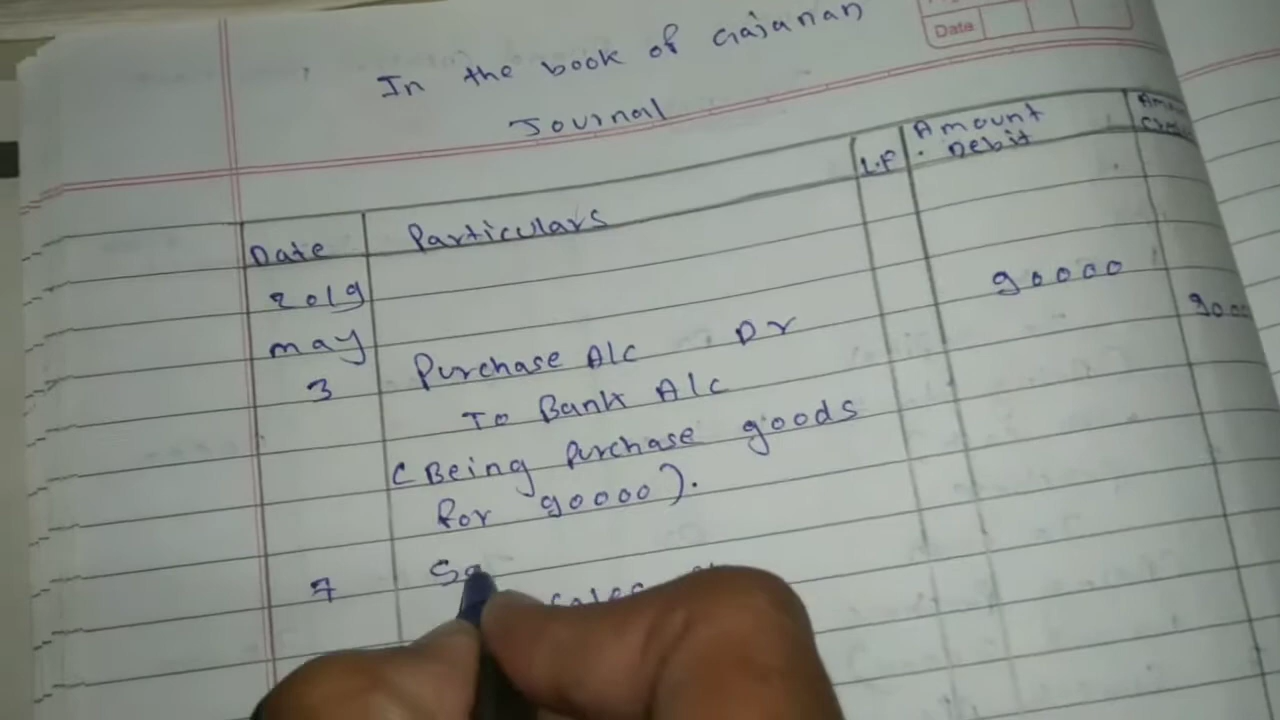 Date
In the book of Gajanan
Journal
Date Particulars L.F Amount Debit
2019
may
3 Purchase A/c Dr 90000
To Bank A/c
(Being purchase goods
for 90000).
7 Sa